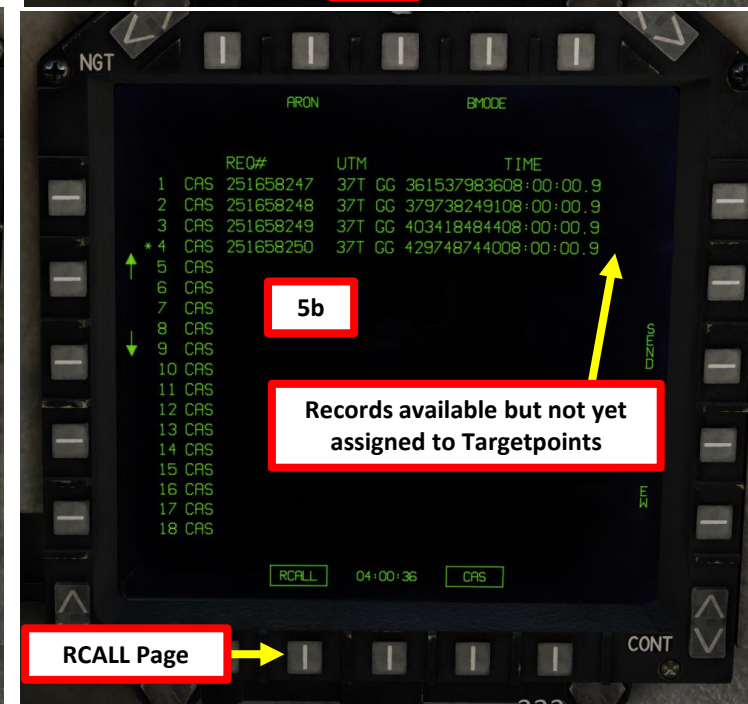 NGT
ARON BMODE
REQ# UTM TIME
1 CAS 251658247 37T GG 361537983608:00:00.9
2 CAS 251658248 37T GG 379738249108:00:00.9
3 CAS 251658249 37T GG 403418484408:00:00.9
* 4 CAS 251658250 37T GG 429748744008:00:00.9
5 CAS
6 CAS
7 CAS
8 CAS
9 CAS
10 CAS
11 CAS
12 CAS
13 CAS
14 CAS
15 CAS
16 CAS
17 CAS
18 CAS
5b
SEND
Records available but not yet
assigned to Targetpoints
EW
RCALL 04:00:36 CAS
RCALL Page
CONT